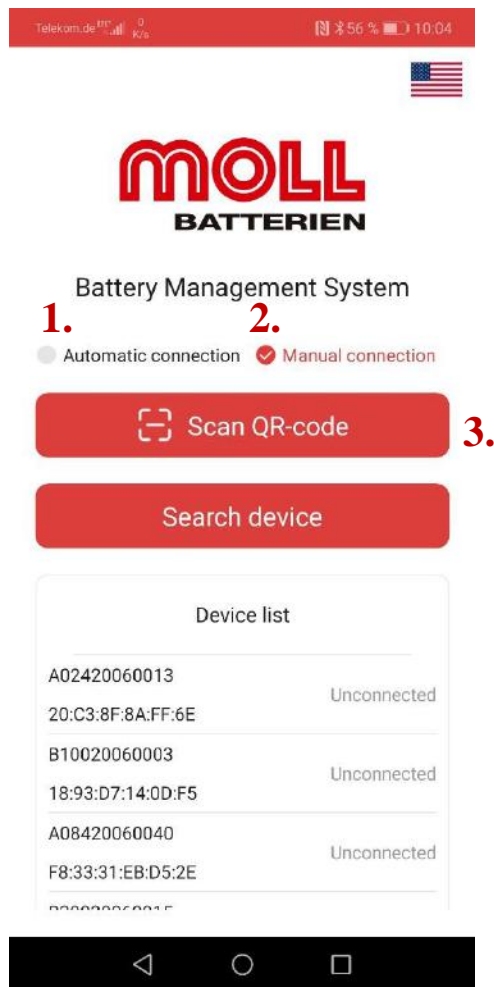 Telekom.de 0 K/s 56 % 10:04
MOLL
BATTERIEN
Battery Management System
1. 2.
Automatic connection Manual connection
Scan QR-code 3.
Search device
Device list
A02420060013
Unconnected
20:C3:8F:8A:FF:6E
B10020060003
Unconnected
18:93:D7:14:0D:F5
A08420060040
Unconnected
F8:33:31:EB:D5:2E